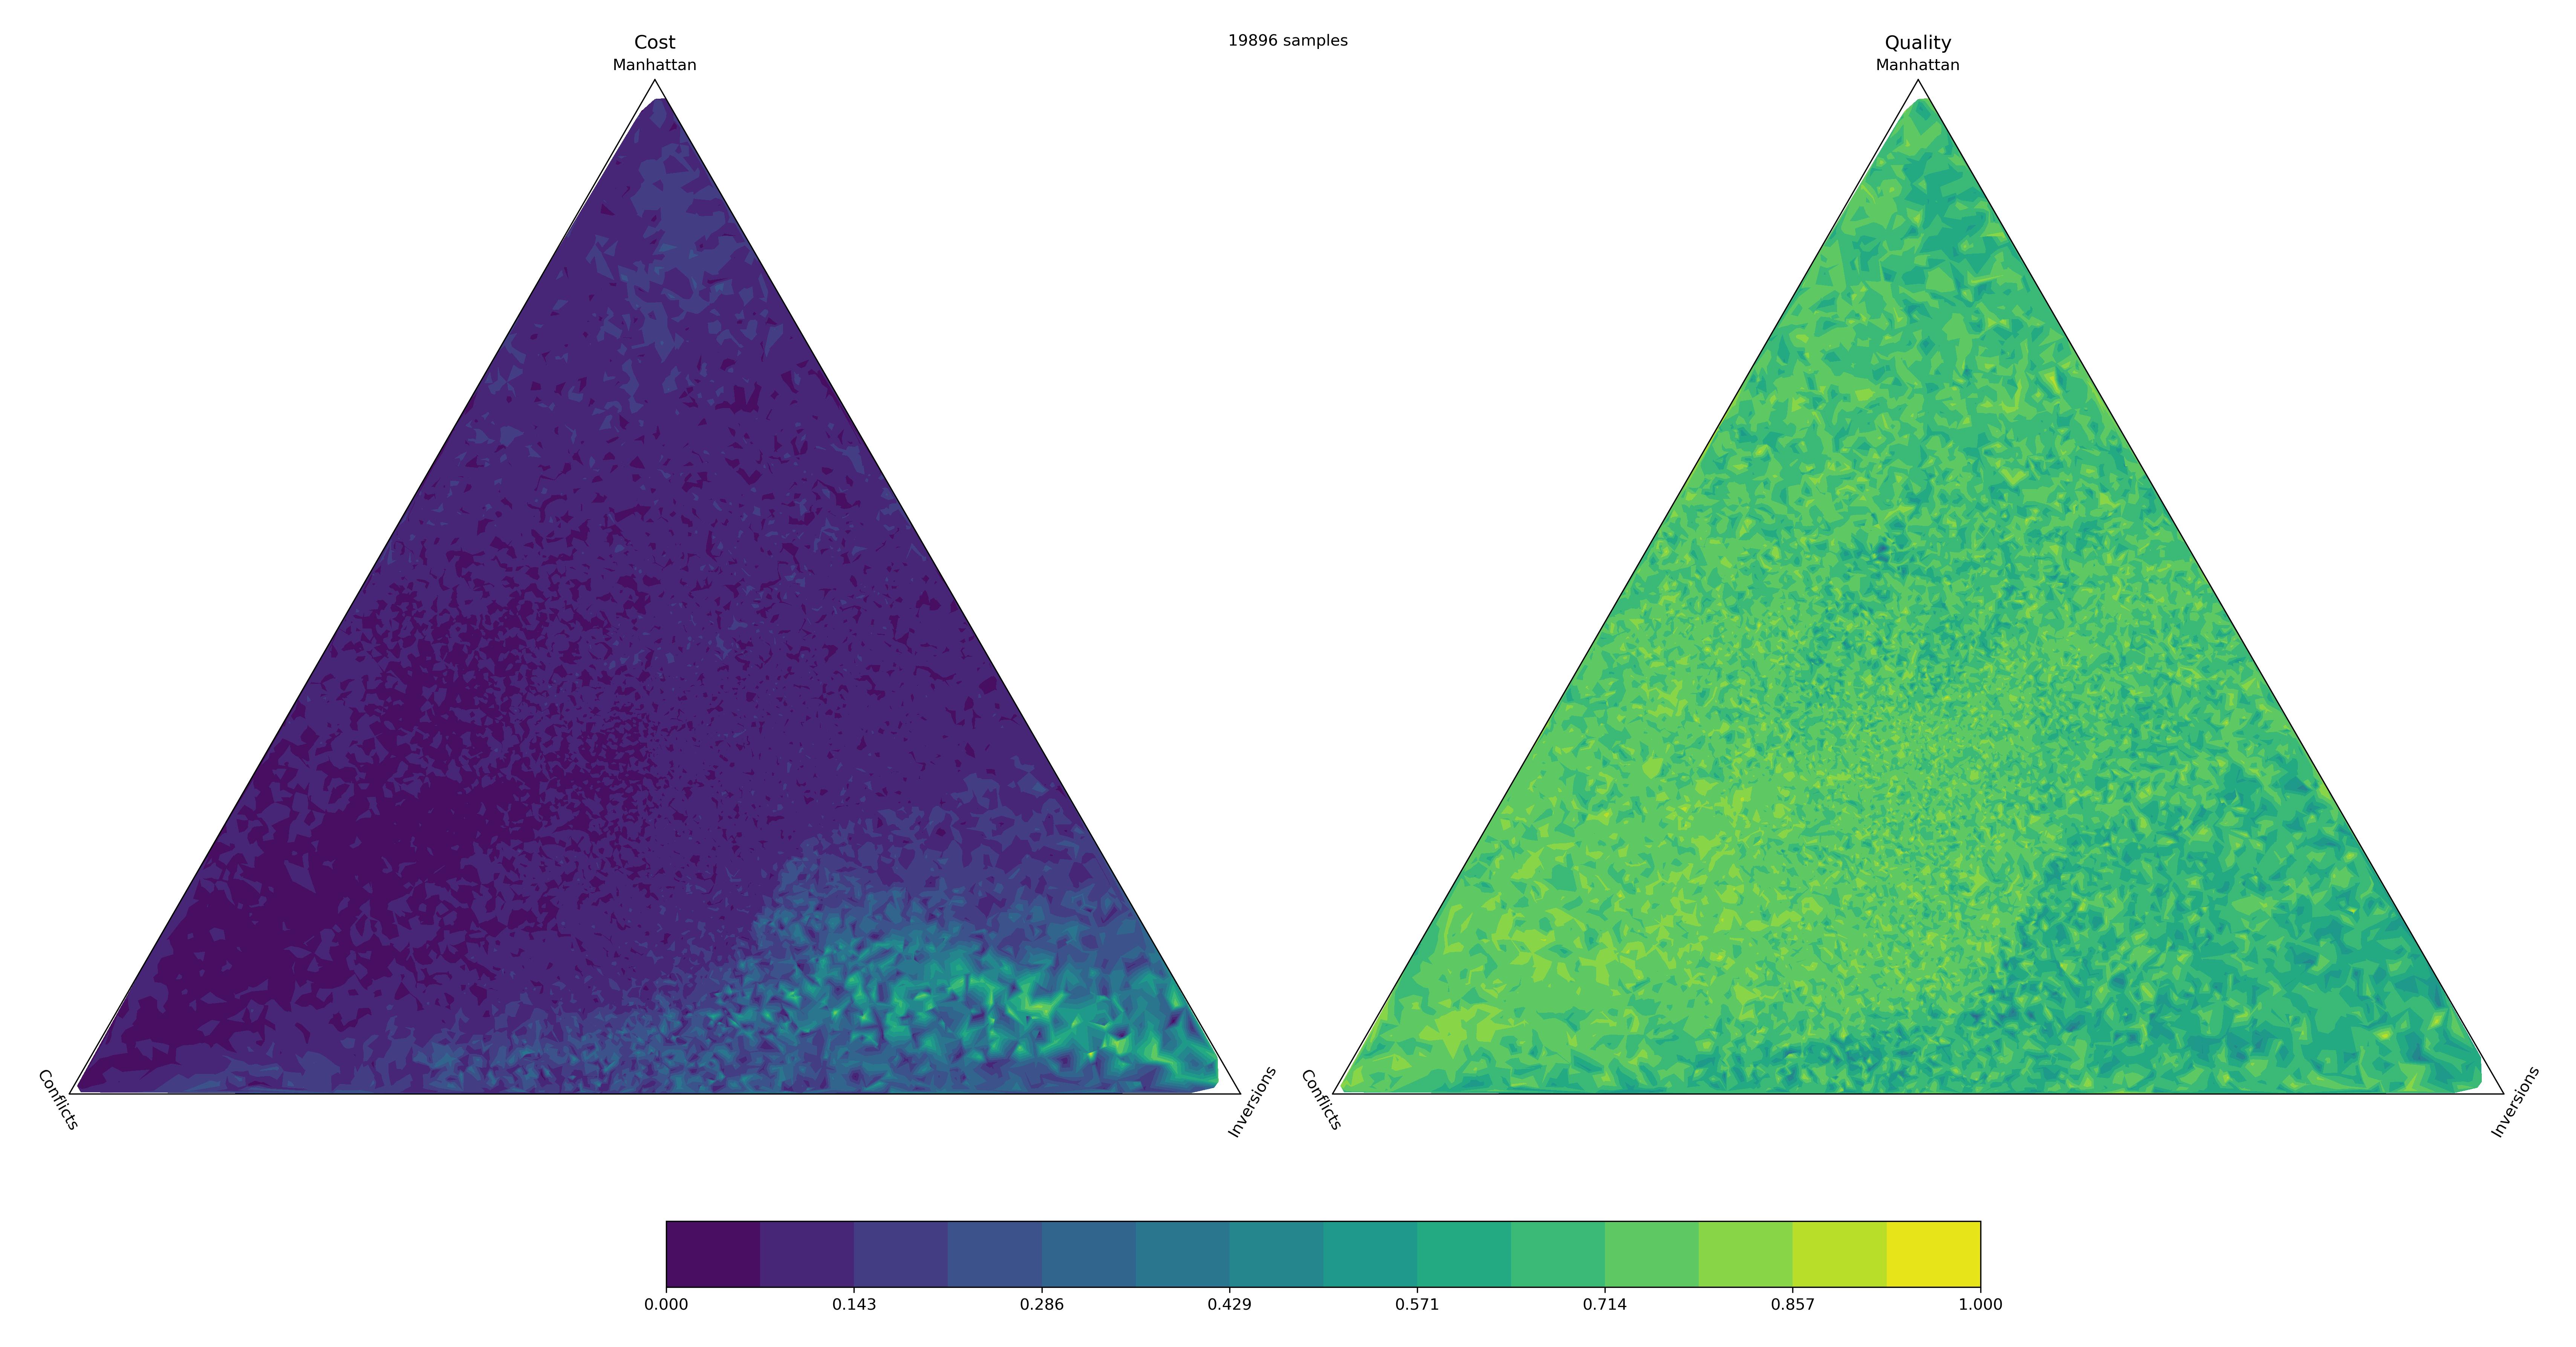 Cost
Manhattan
19896 samples
Quality
Manhattan
Conflicts
Inversions
Conflicts
Inversions
0.000
0.143
0.286
0.429
0.571
0.714
0.857
1.000